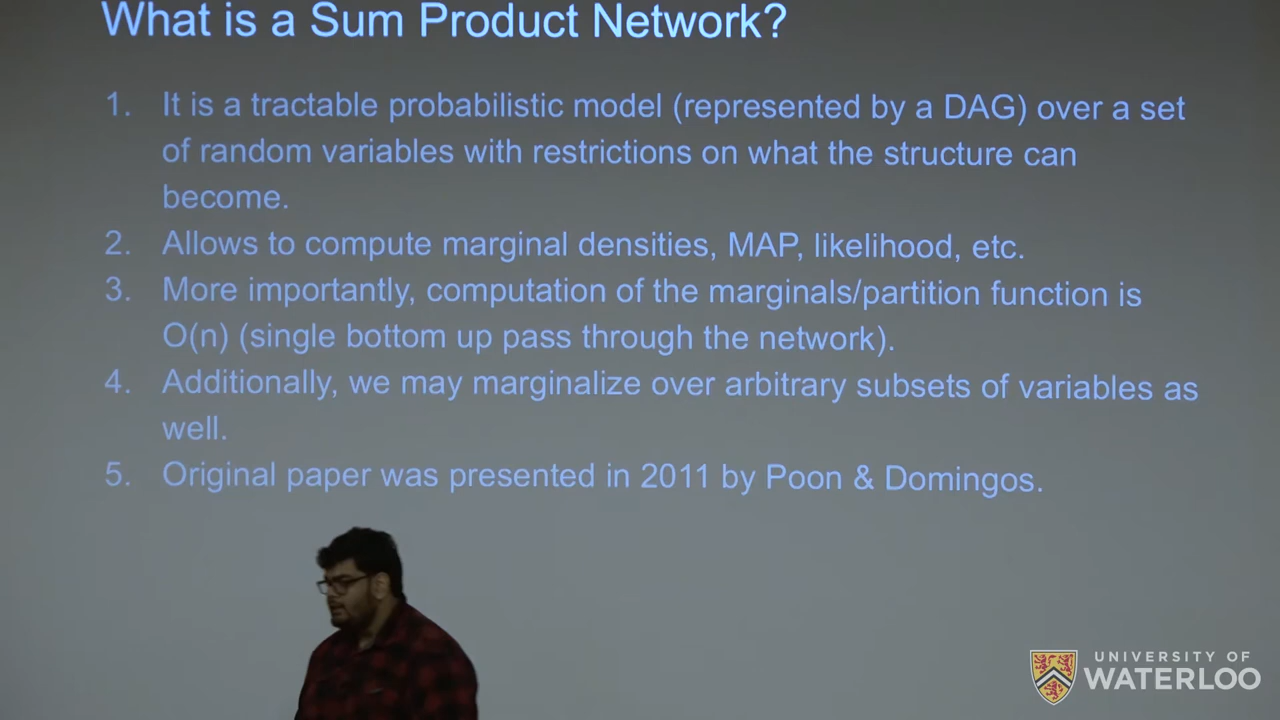 What is a Sum Product Network?
1. It is a tractable probabilistic model (represented by a DAG) over a set
of random variables with restrictions on what the structure can
become.
2. Allows to compute marginal densities, MAP, likelihood, etc.
3. More importantly, computation of the marginals/partition function is
O(n) (single bottom up pass through the network).
4. Additionally, we may marginalize over arbitrary subsets of variables as
well.
5. Original paper was presented in 2011 by Poon & Domingos.
UNIVERSITY OF
WATERLOO